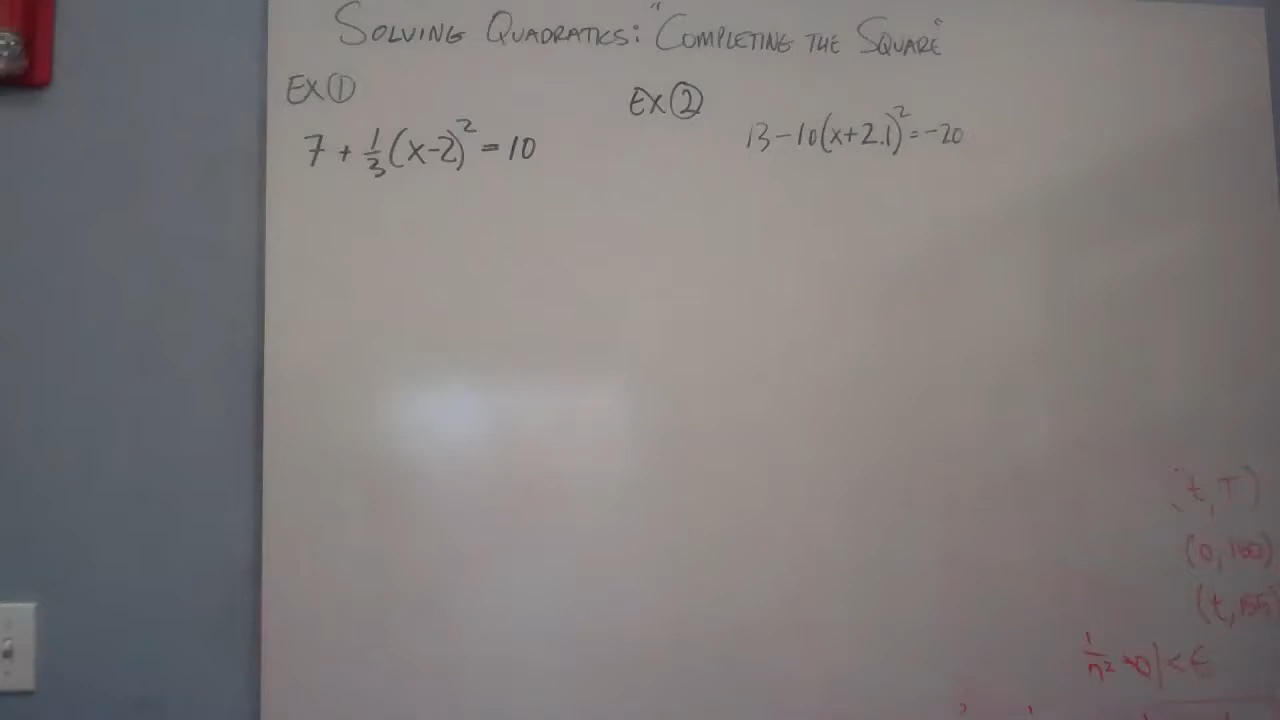 SOLVING QUADRATICS: "COMPLETING THE SQUARE"
EX ①
7 + 1/3 (x-2)² = 10
EX ②
13 - 10(x+2.1)² = -20
(t, T)
(0, 100)
(t, 155